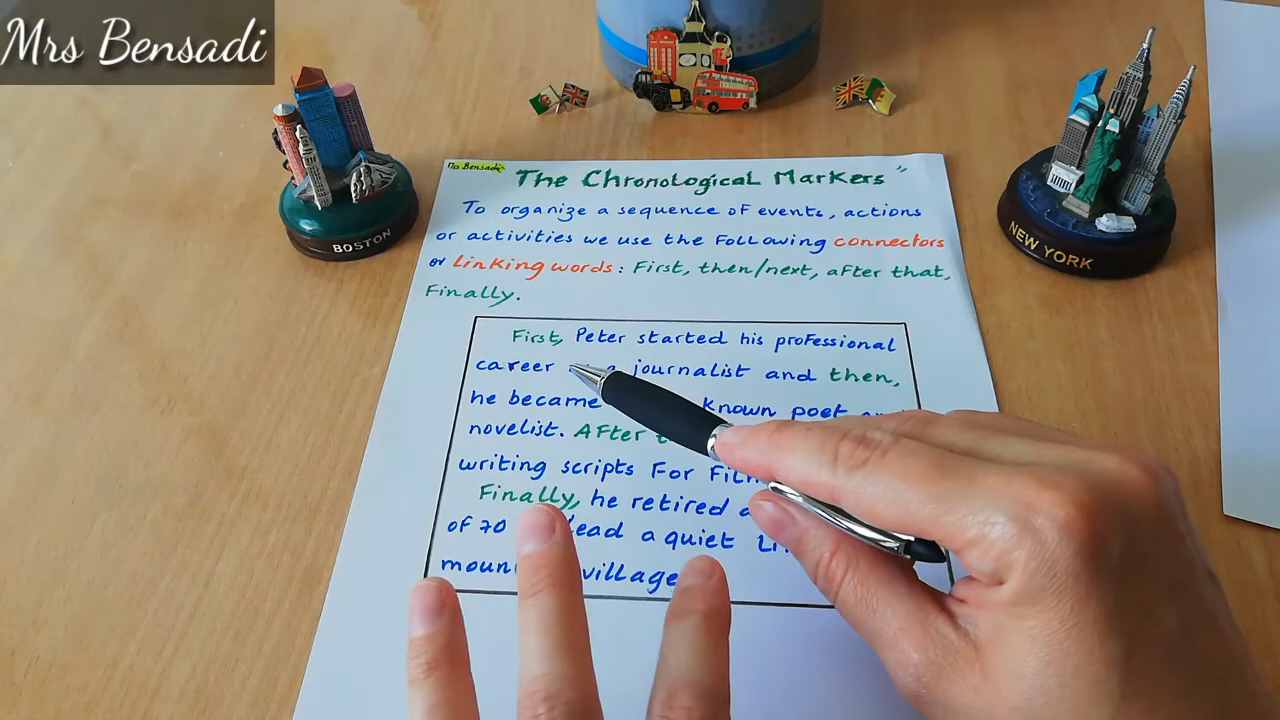 Mrs Bensadi
BOSTON
NEW YORK
Mrs Bensadi
"The Chronological Markers"
To organize a sequence of events, actions
or activities we use the following connectors
or linking words: First, then/next, after that,
Finally.
First, Peter started his professional
career a journalist and then,
he became known poet
novelist. After
writing scripts For
Finally, he retired
of 70 lead a quiet
village